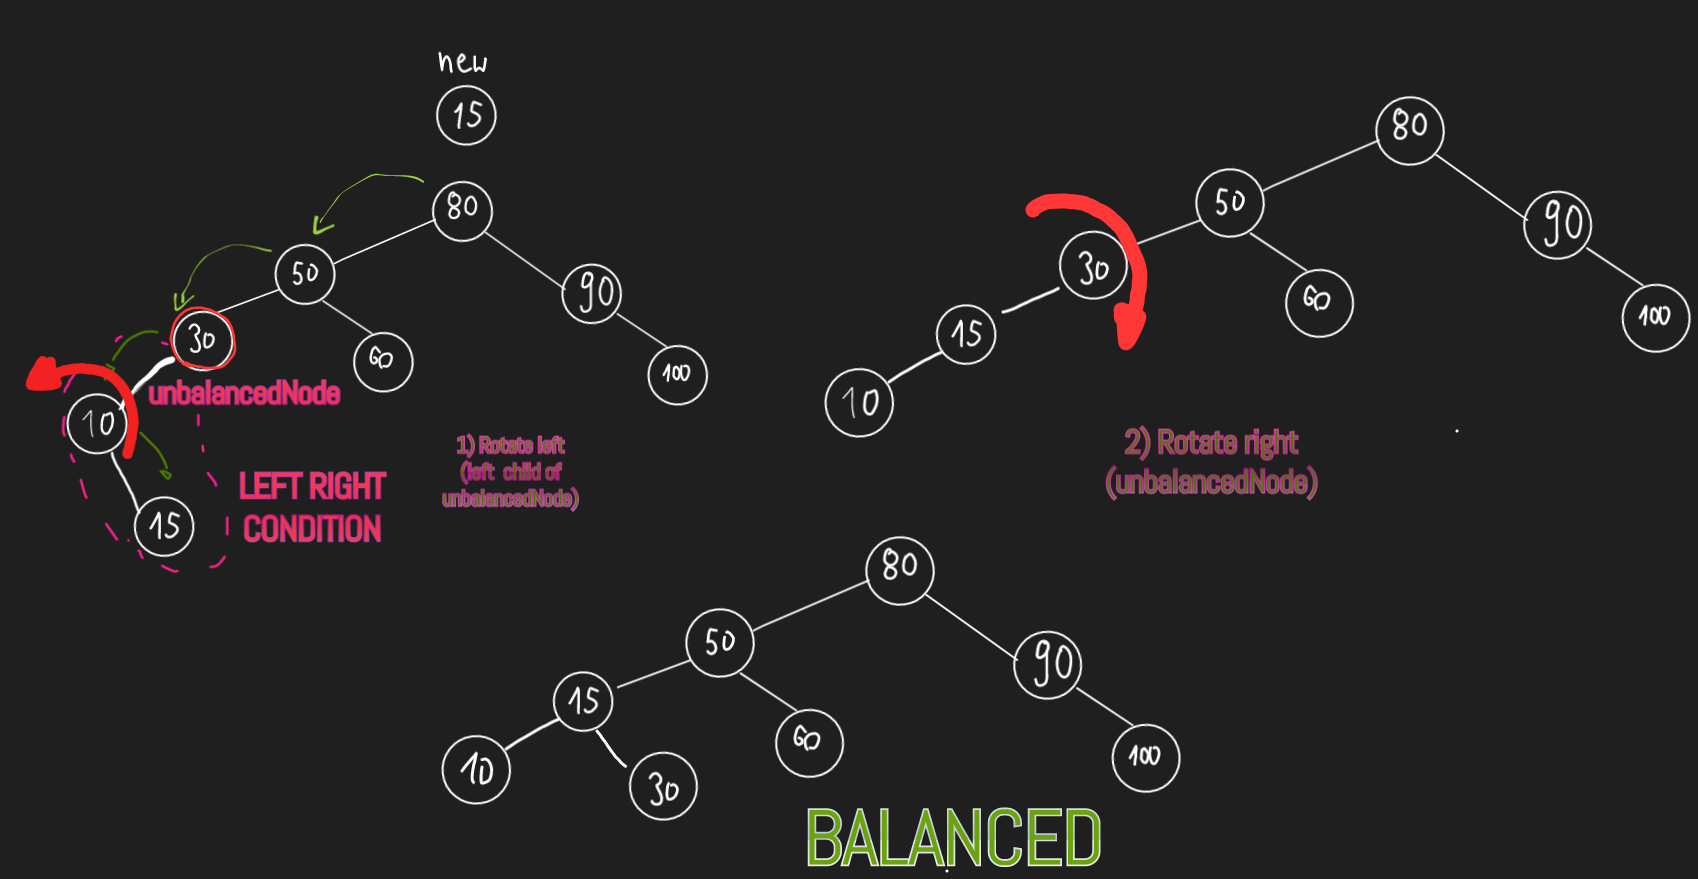 new
15
80
50
90
30
60
100
unbalancedNode
10
15
LEFT RIGHT
CONDITION
1) Rotate left
(left child of
unbalancedNode)
80
50
90
30
60
100
15
10
2) Rotate right
(unbalancedNode)
80
50
90
15
60
100
10
30
BALANCED